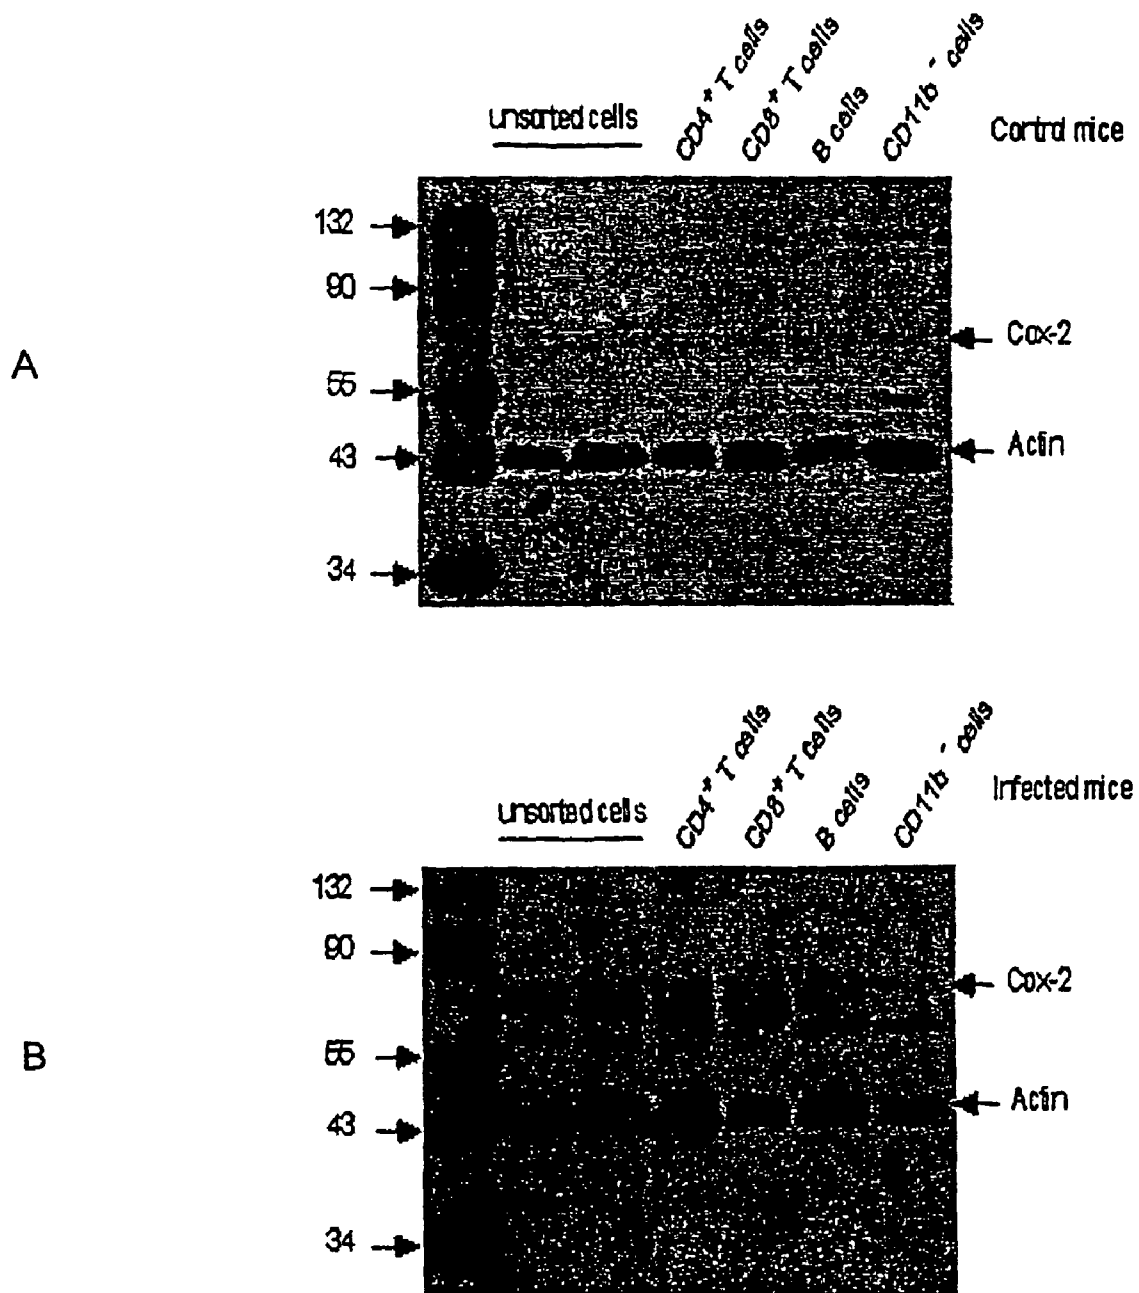 CD4+ T cells
CD8+ T cells
B cells
CD11b- cells
unsorted cells
Control mice
132
90
55
43
34
Cox-2
Actin
A
CD4+ T cells
CD8+ T cells
B cells
CD11b- cells
unsorted cells
Infected mice
132
90
55
43
34
Cox-2
Actin
B